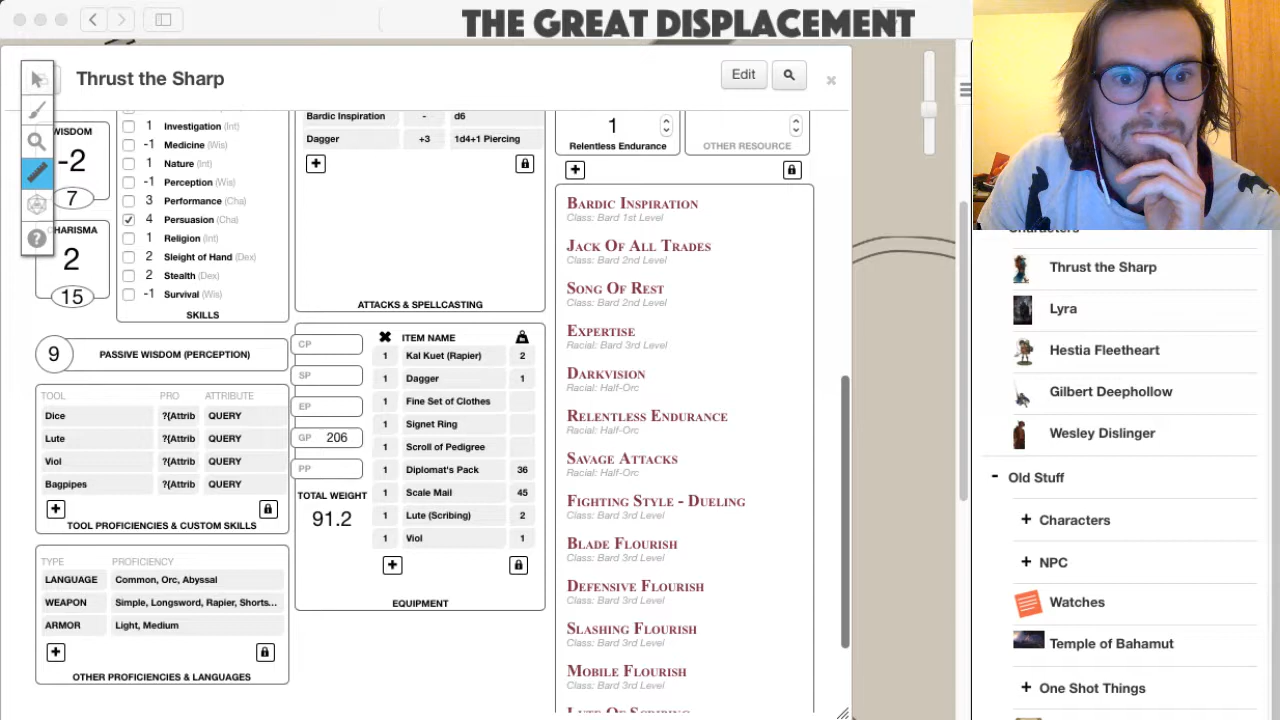 THE GREAT DISPLACEMENT
Thrust the Sharp
Edit
WISDOM
-2
7
CHARISMA
2
15
1 Investigation (Int)
-1 Medicine (Wis)
1 Nature (Int)
-1 Perception (Wis)
3 Performance (Cha)
4 Persuasion (Cha)
1 Religion (Int)
2 Sleight of Hand (Dex)
2 Stealth (Dex)
-1 Survival (Wis)
SKILLS
9 PASSIVE WISDOM (PERCEPTION)
TOOL PRO ATTRIBUTE
Dice ?{Attrib QUERY
Lute ?{Attrib QUERY
Viol ?{Attrib QUERY
Bagpipes ?{Attrib QUERY
TOOL PROFICIENCIES & CUSTOM SKILLS
TYPE PROFICIENCY
LANGUAGE Common, Orc, Abyssal
WEAPON Simple, Longsword, Rapier, Shorts...
ARMOR Light, Medium
OTHER PROFICIENCIES & LANGUAGES
Bardic Inspiration - d6
Dagger +3 1d4+1 Piercing
ATTACKS & SPELLCASTING
CP
SP
EP
GP 206
PP
TOTAL WEIGHT
91.2
ITEM NAME
1 Kal Kuet (Rapier) 2
1 Dagger 1
1 Fine Set of Clothes
1 Signet Ring
1 Scroll of Pedigree
1 Diplomat's Pack 36
1 Scale Mail 45
1 Lute (Scribing) 2
1 Viol 1
EQUIPMENT
1
Relentless Endurance
OTHER RESOURCE
BARDIC INSPIRATION
Class: Bard 1st Level
JACK OF ALL TRADES
Class: Bard 2nd Level
SONG OF REST
Class: Bard 2nd Level
EXPERTISE
Racial: Bard 3rd Level
DARKVISION
Racial: Half-Orc
RELENTLESS ENDURANCE
Racial: Half-Orc
SAVAGE ATTACKS
Racial: Half-Orc
FIGHTING STYLE - DUELING
Class: Bard 3rd Level
BLADE FLOURISH
Class: Bard 3rd Level
DEFENSIVE FLOURISH
Class: Bard 3rd Level
SLASHING FLOURISH
Class: Bard 3rd Level
MOBILE FLOURISH
Class: Bard 3rd Level
LUTE OF SCRIBING
Characters
Thrust the Sharp
Lyra
Hestia Fleetheart
Gilbert Deephollow
Wesley Dislinger
- Old Stuff
+ Characters
+ NPC
Watches
Temple of Bahamut
+ One Shot Things